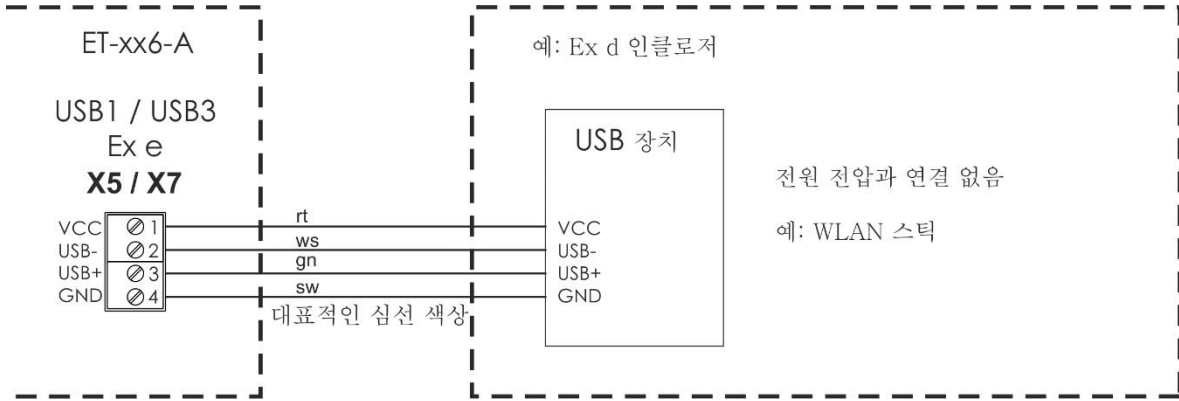 ET-xx6-A
USB1 / USB3
Ex e
X5 / X7
VCC 1
USB- 2
USB+ 3
GND 4
rt
ws
gn
sw
대표적인 심선 색상
예: Ex d 인클로저
USB 장치
VCC
USB-
USB+
GND
전원 전압과 연결 없음
예: WLAN 스틱